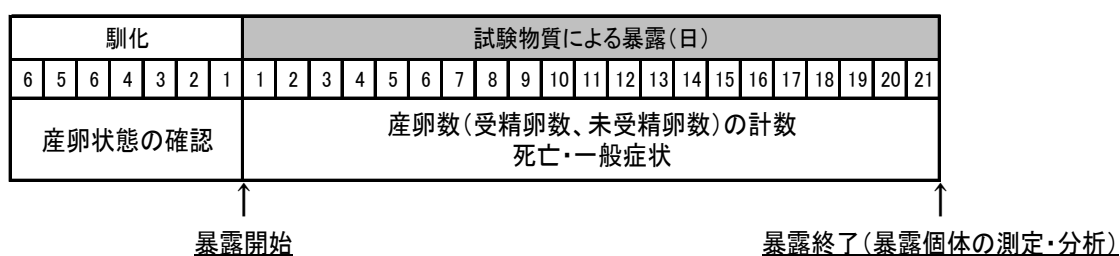 馴化 試験物質による暴露(日)
6 5 6 4 3 2 1 1 2 3 4 5 6 7 8 9 10 11 12 13 14 15 16 17 18 19 20 21
産卵状態の確認
産卵数(受精卵数、未受精卵数)の計数
死亡・一般症状
↑ ↑
暴露開始 暴露終了(暴露個体の測定・分析)